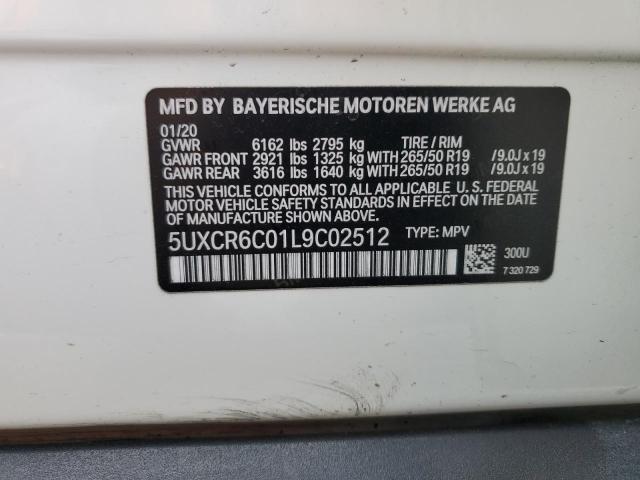 MFD BY BAYERISCHE MOTOREN WERKE AG
01/20
GVWR 6162 lbs 2795 kg TIRE / RIM
GAWR FRONT 2921 lbs 1325 kg WITH 265/50 R19 /9.0J x 19
GAWR REAR 3616 lbs 1640 kg WITH 265/50 R19 /9.0J x 19
THIS VEHICLE CONFORMS TO ALL APPLICABLE U. S. FEDERAL
MOTOR VEHICLE SAFETY STANDARDS IN EFFECT ON THE DATE
OF MANUFACTURE SHOWN ABOVE.
5UXCR6C01L9C02512 TYPE: MPV
300U
7 320 729